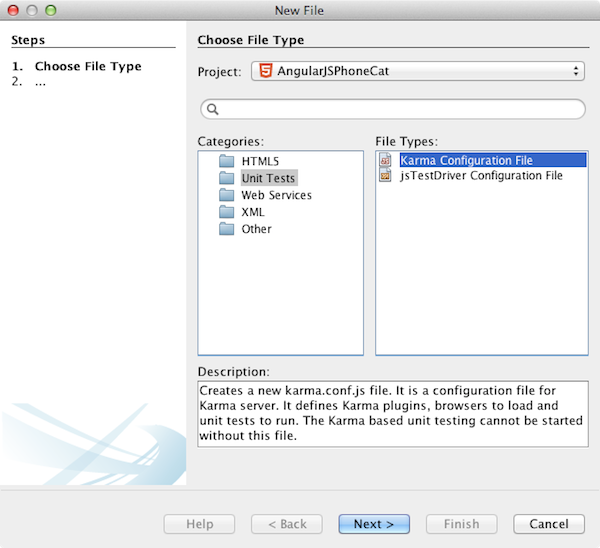 New File
Steps
1. Choose File Type
2. ...
Choose File Type
Project: AngularJSPhoneCat
Categories:
HTML5
Unit Tests
Web Services
XML
Other
File Types:
Karma Configuration File
jsTestDriver Configuration File
Description:
Creates a new karma.conf.js file. It is a configuration file for
Karma server. It defines Karma plugins, browsers to load and
unit tests to run. The Karma based unit testing cannot be started
without this file.
Help
< Back
Next >
Finish
Cancel